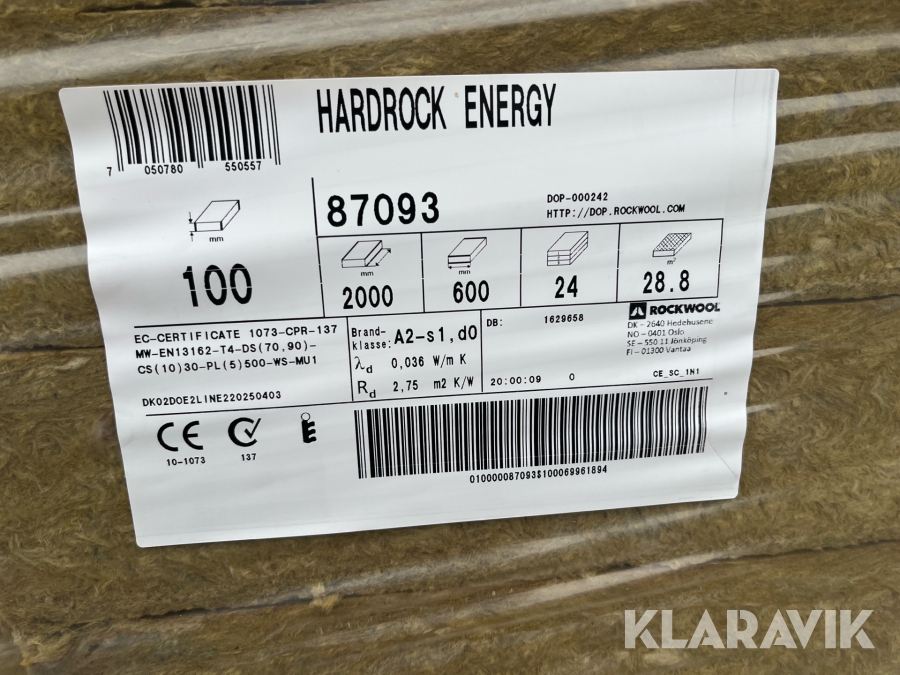 HARDROCK ENERGY
7 050780 550557
87093
DOP-000242
HTTP://DOP.ROCKWOOL.COM
mm
100
mm
2000
mm
600
24
m²
28.8
EC-CERTIFICATE 1073-CPR-137
MW-EN13162-T4-DS(70,90)-
CS(10)30-PL(5)500-WS-MU1
DK02DOE2LINE220250403
Brand-
klasse: A2-s1,d0
λd 0,036 W/m K
Rd 2,75 m2 K/W
DB: 1629658
20:00:09 0
ROCKWOOL
DK - 2640 Hedehusene
NO - 0401 Oslo
SE - 550 11 Jönköping
FI - 01300 Vantaa
CE_SC_1N1
CE
10-1073
137
E
010000087093$100069961894
KLARAVIK